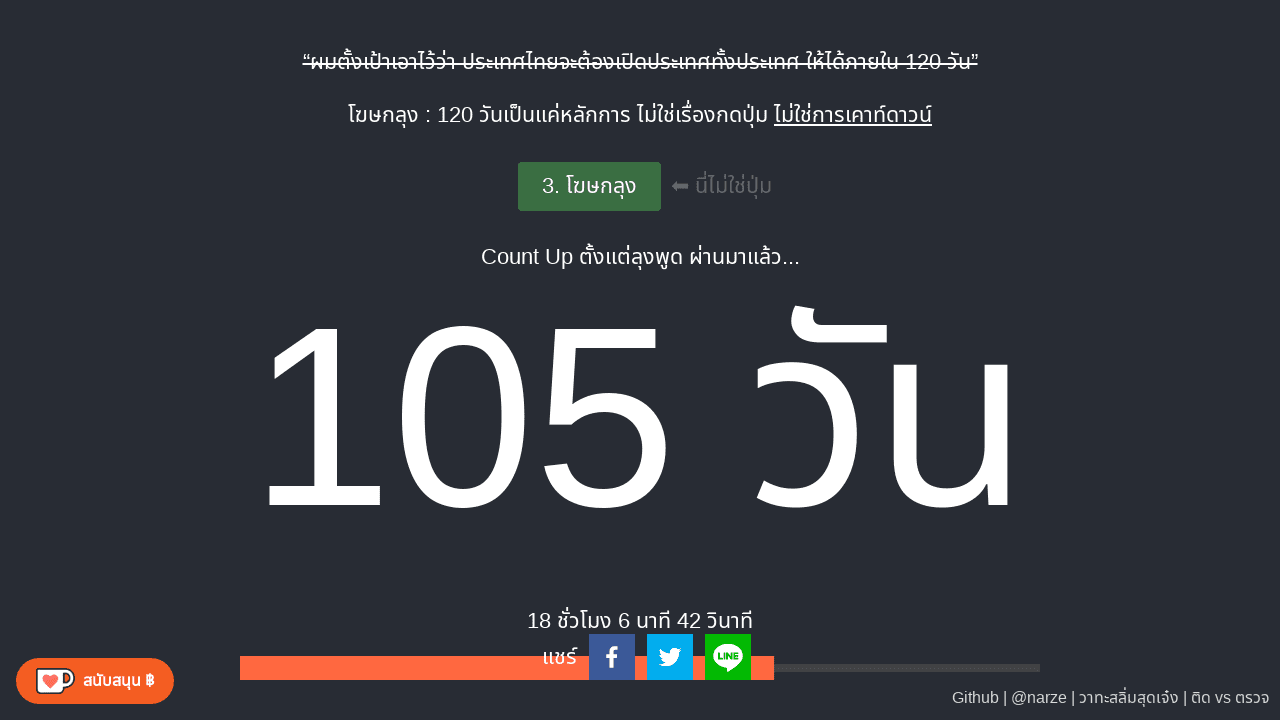 “ผมตั้งเป้าเอาไว้ว่า ประเทศไทยจะต้องเปิดประเทศทั้งประเทศ ให้ได้ภายใน 120 วัน”
โฆษกลุง : 120 วันเป็นแค่หลักการ ไม่ใช่เรื่องกดปุ่ม ไม่ใช่การเคาท์ดาวน์
3. โฆษกลุง ⬅ นี่ไม่ใช่ปุ่ม
Count Up ตั้งแต่ลุงพูด ผ่านมาแล้ว...
105 วัน
18 ชั่วโมง 6 นาที 42 วินาที
แชร์
LINE
สนับสนุน ฿
Github | @narze | วาทะสลิ่มสุดเจ๋ง | ติด vs ตรวจ